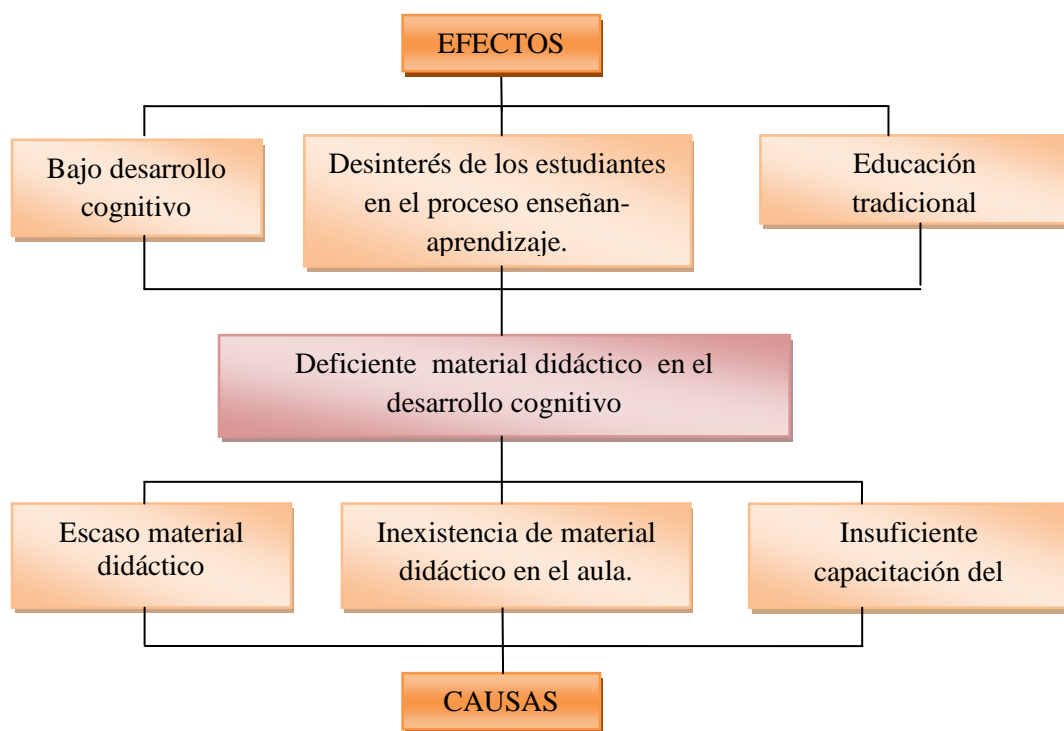 EFECTOS
Bajo desarrollo
cognitivo
Desinterés de los estudiantes
en el proceso enseñan-
aprendizaje.
Educación
tradicional
Deficiente material didáctico en el
desarrollo cognitivo
Escaso material
didáctico
Inexistencia de material
didáctico en el aula.
Insuficiente
capacitación del
CAUSAS